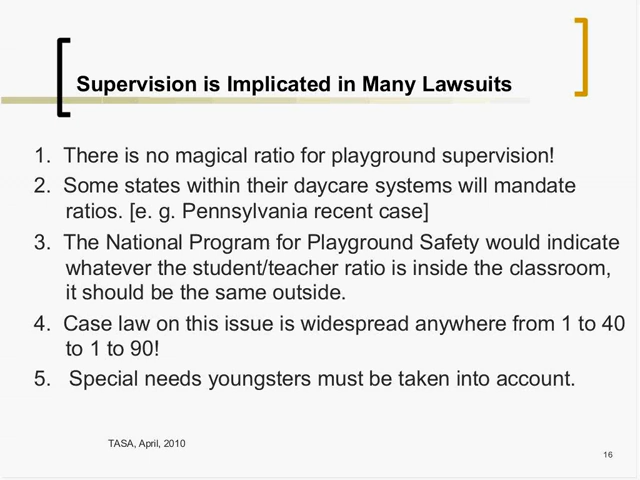 Supervision is Implicated in Many Lawsuits
1. There is no magical ratio for playground supervision!
2. Some states within their daycare systems will mandate
ratios. [e. g. Pennsylvania recent case]
3. The National Program for Playground Safety would indicate
whatever the student/teacher ratio is inside the classroom,
it should be the same outside.
4. Case law on this issue is widespread anywhere from 1 to 40
to 1 to 90!
5. Special needs youngsters must be taken into account.
TASA, April, 2010
16